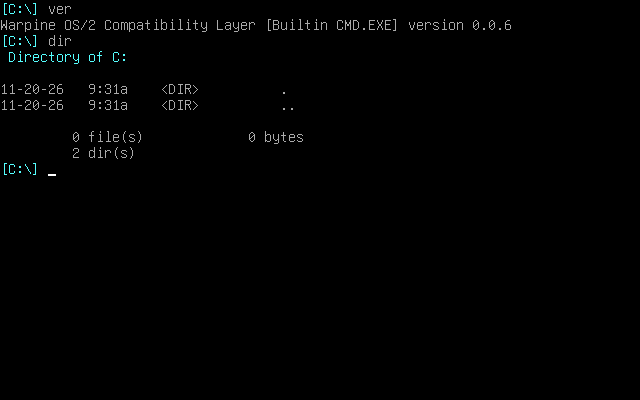 [C:\] ver
Warpine OS/2 Compatibility Layer [Builtin CMD.EXE] version 0.0.6
[C:\] dir
 Directory of C:
11-20-26   9:31a    <DIR>          .
11-20-26   9:31a    <DIR>          ..
         0 file(s)             0 bytes
         2 dir(s)
[C:\] _